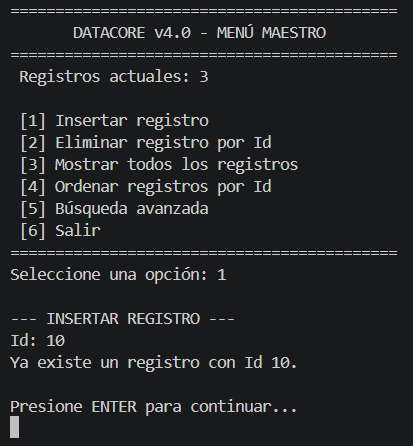 ===========================================
DATACORE v4.0 - MENÚ MAESTRO
===========================================
Registros actuales: 3
[1] Insertar registro
[2] Eliminar registro por Id
[3] Mostrar todos los registros
[4] Ordenar registros por Id
[5] Búsqueda avanzada
[6] Salir
===========================================
Seleccione una opción: 1
--- INSERTAR REGISTRO ---
Id: 10
Ya existe un registro con Id 10.
Presione ENTER para continuar...